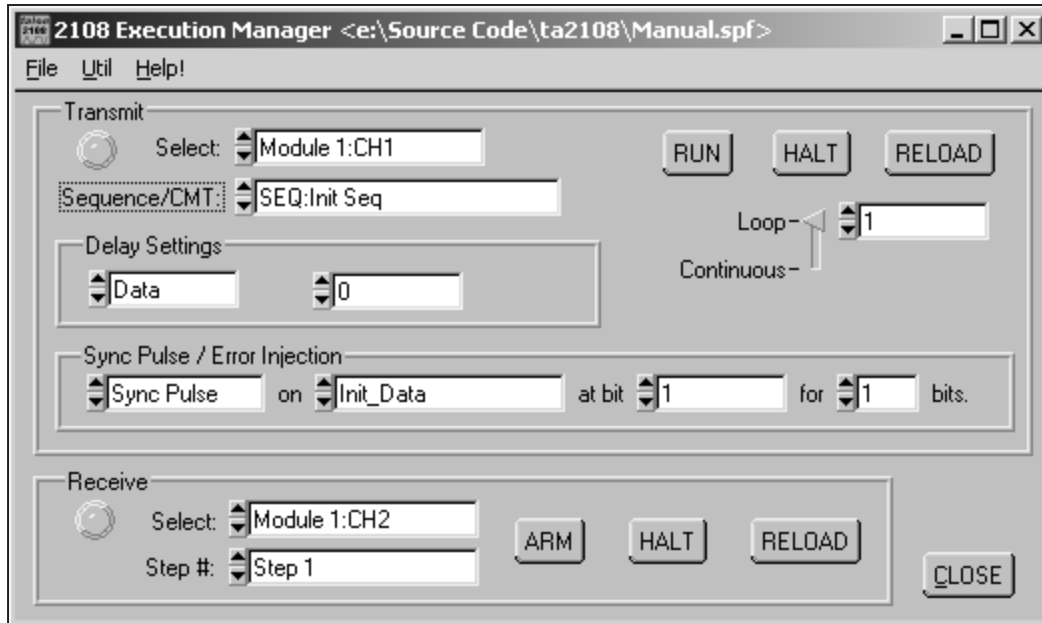 2108 Execution Manager <e:\Source Code\ta2108\Manual.spf>
File Util Help!
Transmit
Select: Module 1:CH1
RUN HALT RELOAD
Sequence/CMT: SEQ:Init Seq
Loop 1
Continuous
Delay Settings
Data 0
Sync Pulse / Error Injection
Sync Pulse on Init_Data at bit 1 for 1 bits.
Receive
Select: Module 1:CH2
ARM HALT RELOAD
Step #: Step 1
CLOSE